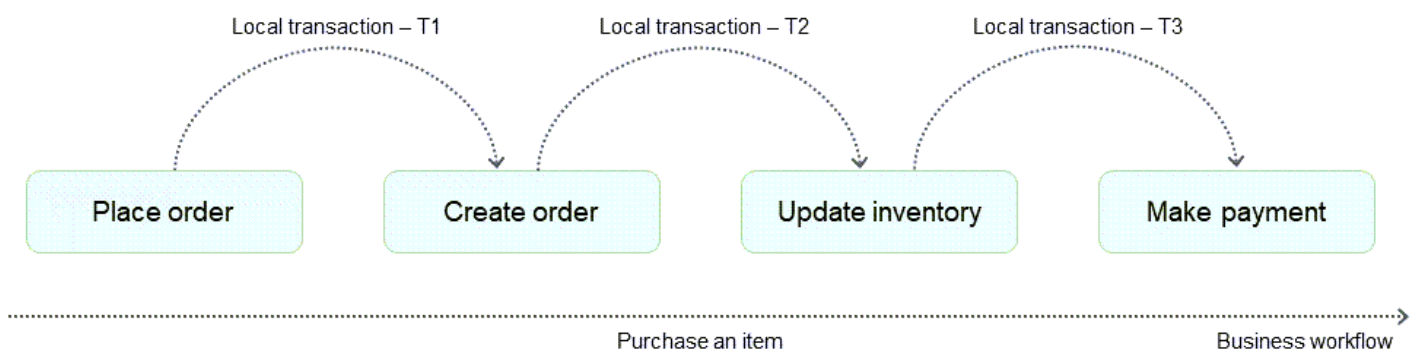 Local transaction – T1
Local transaction – T2
Local transaction – T3
Place order
Create order
Update inventory
Make payment
Purchase an item
Business workflow